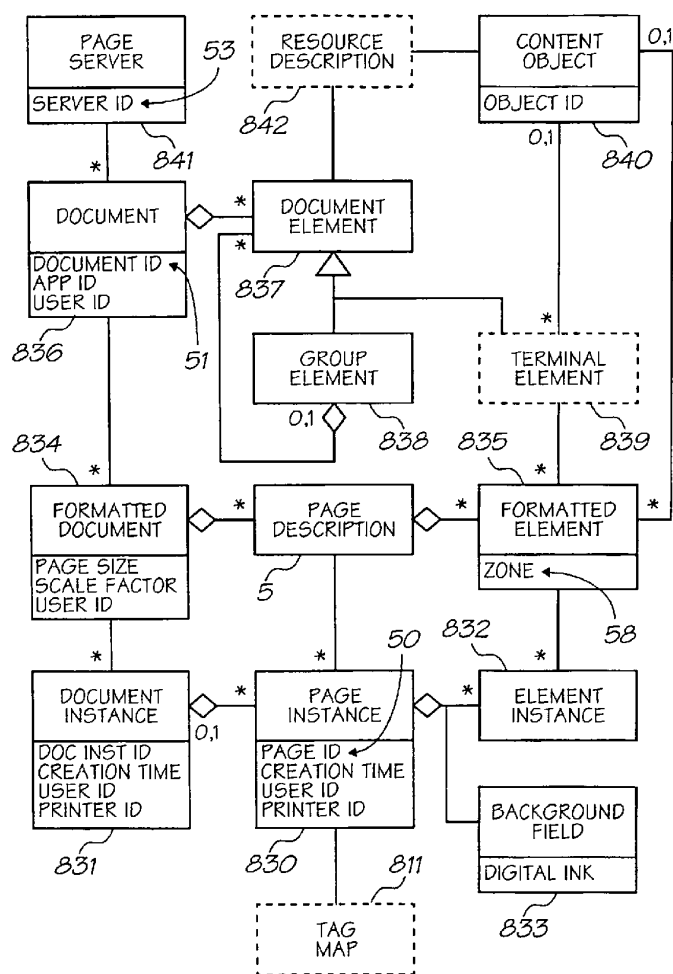 PAGE
SERVER
SERVER ID
53
841
RESOURCE
DESCRIPTION
842
CONTENT
OBJECT
0,1
OBJECT ID
840
0,1
*
DOCUMENT
DOCUMENT ID
APP ID
USER ID
836
51
*
DOCUMENT
ELEMENT
*
837
GROUP
ELEMENT
0,1
838
*
TERMINAL
ELEMENT
839
834
*
FORMATTED
DOCUMENT
PAGE SIZE
SCALE FACTOR
USER ID
*
PAGE
DESCRIPTION
5
*
835
*
FORMATTED
ELEMENT
*
ZONE
58
*
DOCUMENT
INSTANCE
0,1
DOC INST ID
CREATION TIME
USER ID
PRINTER ID
831
*
*
50
PAGE
INSTANCE
PAGE ID
CREATION TIME
USER ID
PRINTER ID
830
832
*
*
ELEMENT
INSTANCE
BACKGROUND
FIELD
DIGITAL INK
833
811
TAG
MAP